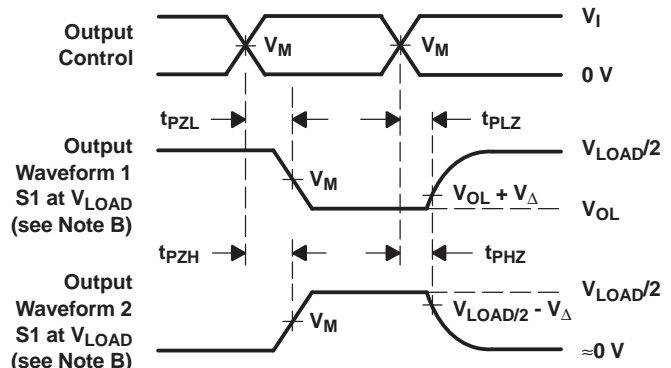 Output
Control
V_M
V_M
V_I
0 V
t_PZL
t_PLZ
Output
Waveform 1
S1 at V_LOAD
(see Note B)
V_M
V_OL + V_Δ
V_LOAD/2
V_OL
t_PZH
t_PHZ
Output
Waveform 2
S1 at V_LOAD
(see Note B)
V_M
V_LOAD/2 - V_Δ
V_LOAD/2
≈0 V